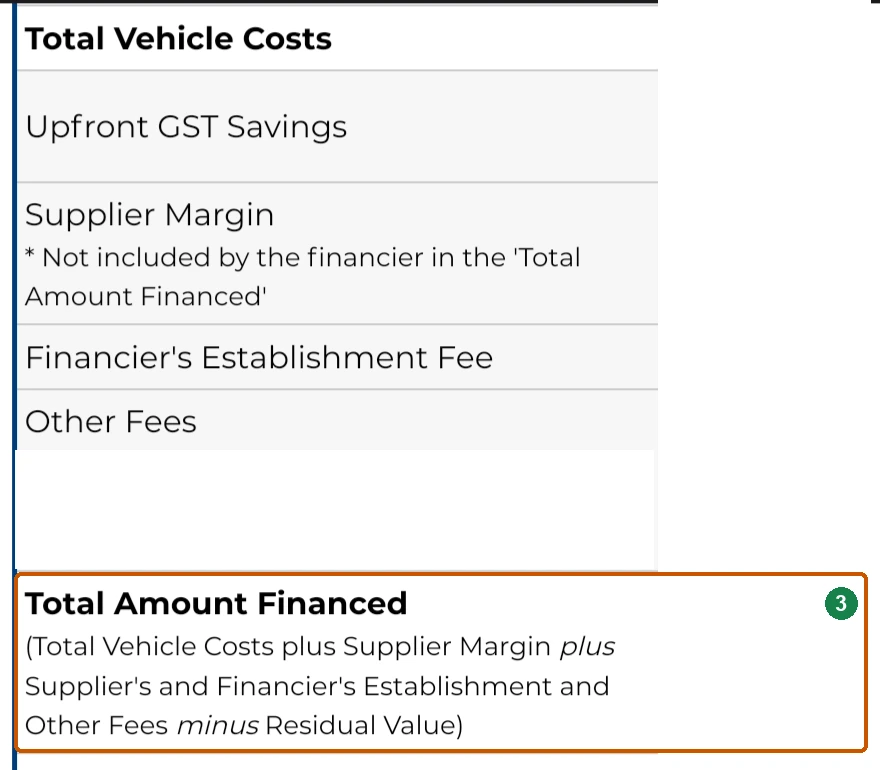 Total Vehicle Costs
Upfront GST Savings
Supplier Margin
* Not included by the financier in the 'Total
Amount Financed'
Financier's Establishment Fee
Other Fees
Total Amount Financed
3
(Total Vehicle Costs plus Supplier Margin plus
Supplier's and Financier's Establishment and
Other Fees minus Residual Value)